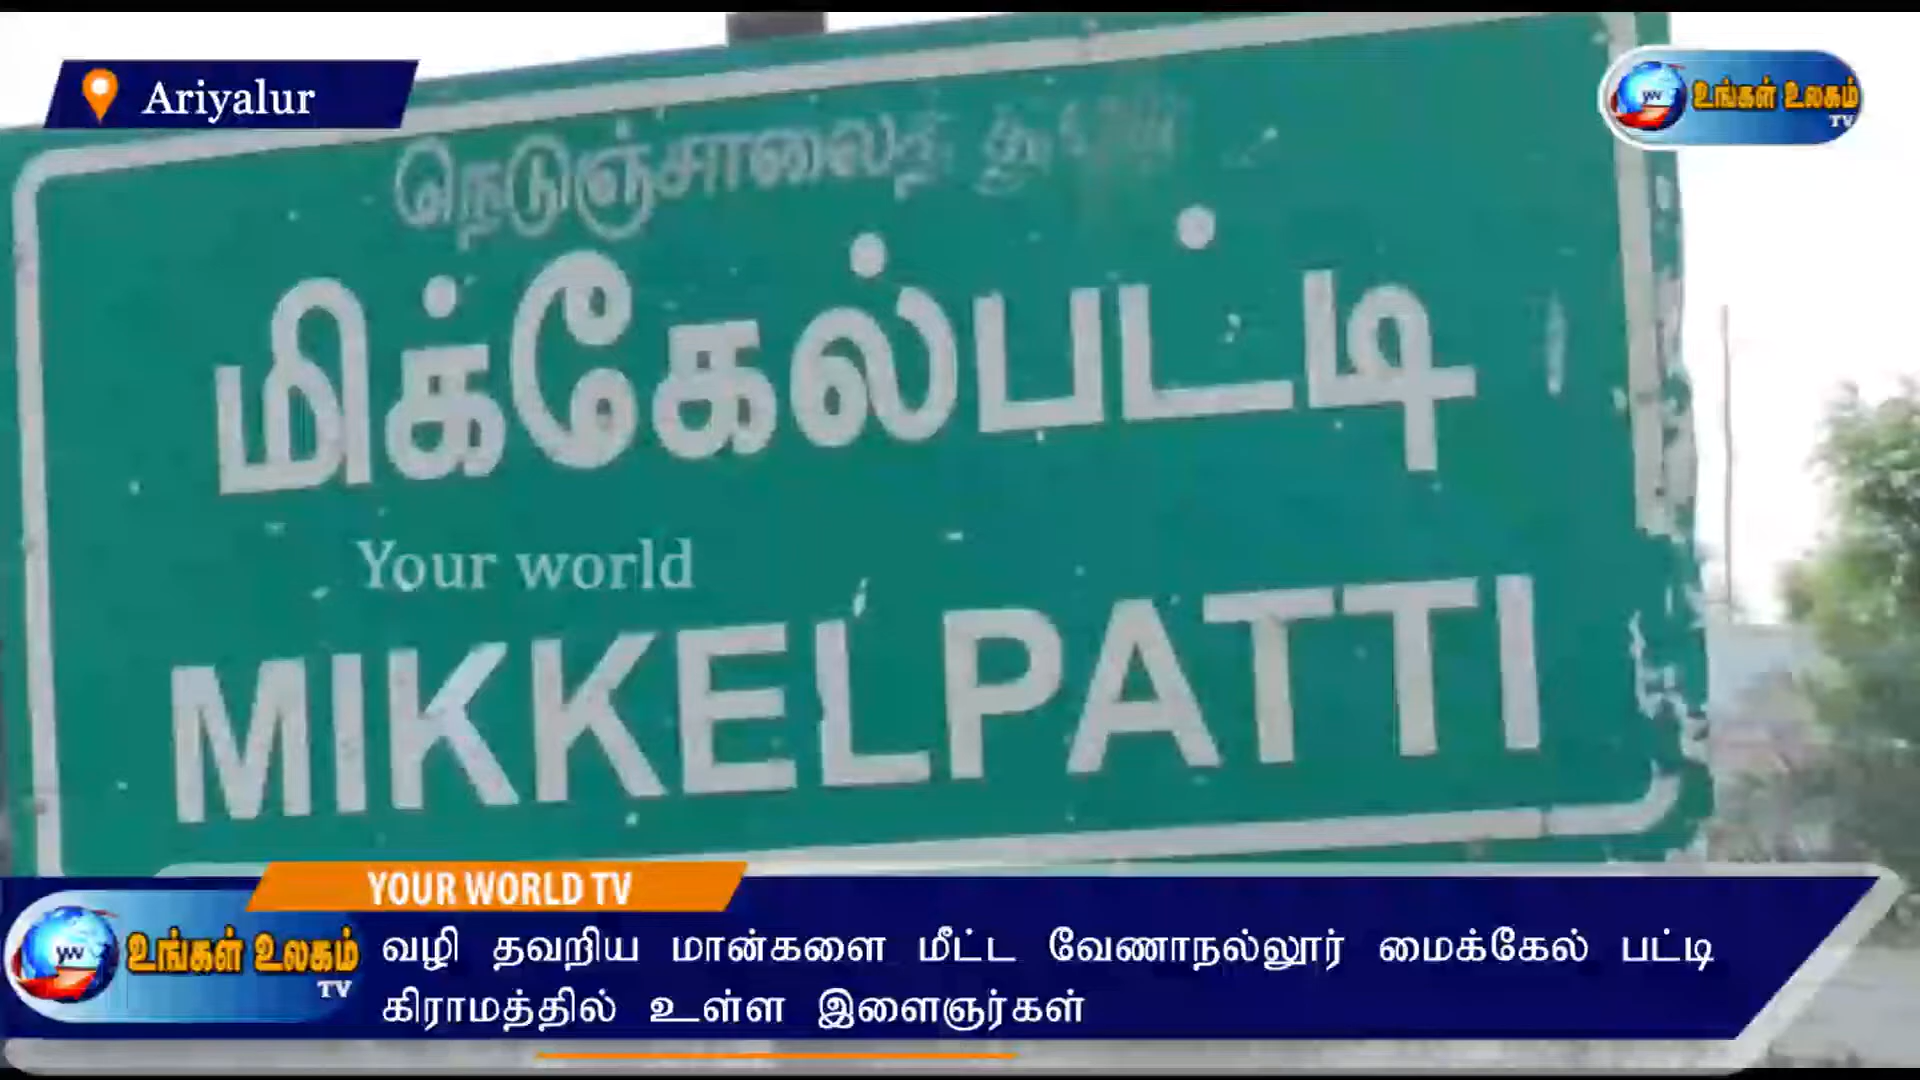 Ariyalur
உங்கள் உலகம்
TV
நெடுஞ்சாலைத்
மிக்கேல்பட்டி
Your world
MIKKELPATTI
YOUR WORLD TV
உங்கள் உலகம்
TV
வழி தவறிய மான்களை மீட்ட வேணாநல்லூர் மைக்கேல் பட்டி
கிராமத்தில் உள்ள இளைஞர்கள்